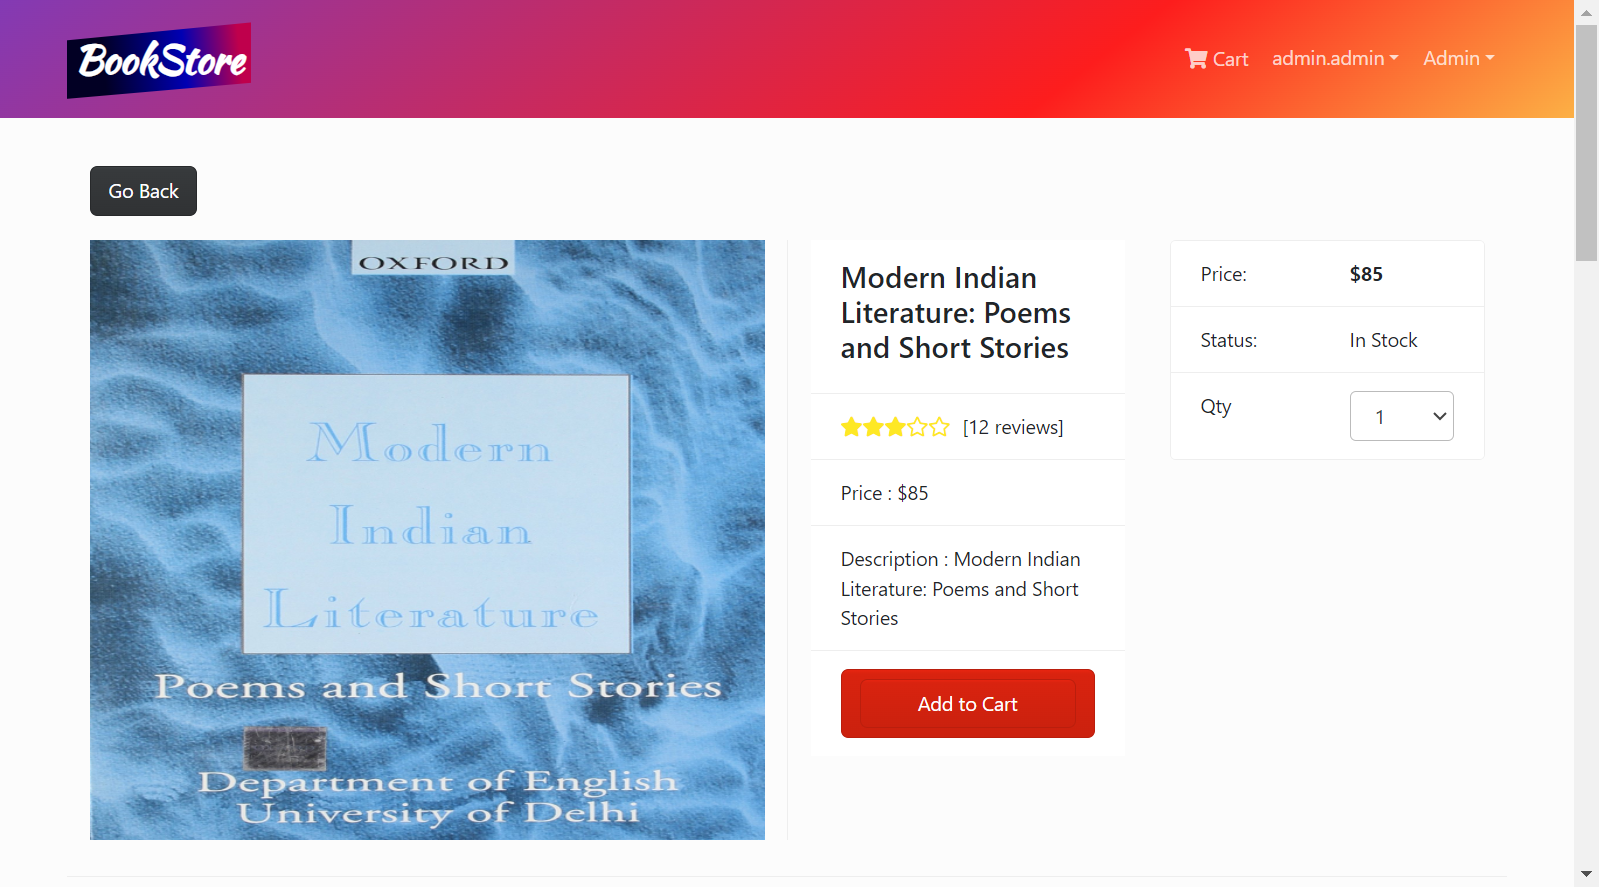 BookStore
Cart
admin.admin
Admin
Go Back
OXFORD
Modern
Indian
Literature
Poems and Short Stories
Department of English
University of Delhi
Modern Indian
Literature: Poems
and Short Stories
[12 reviews]
Price : $85
Description : Modern Indian
Literature: Poems and Short
Stories
Add to Cart
Price: $85
Status: In Stock
Qty 1